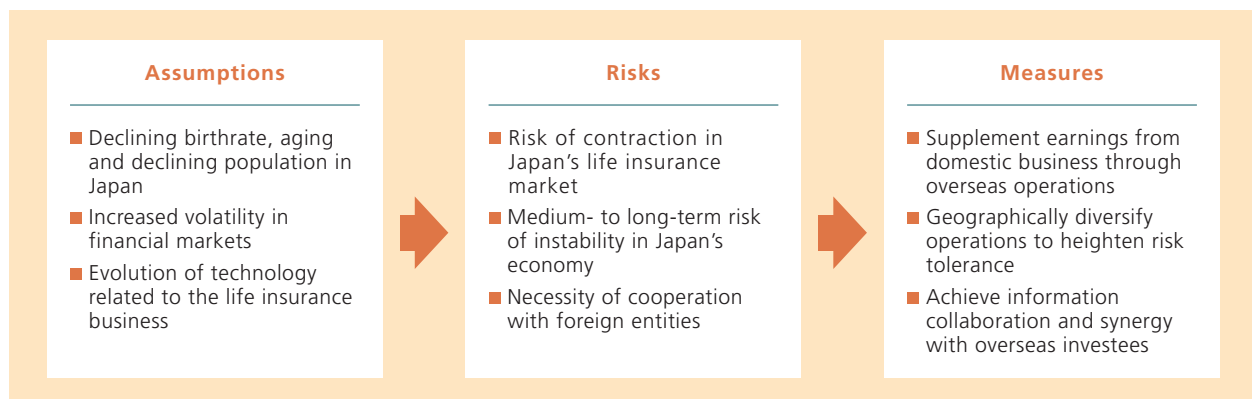 Assumptions
Declining birthrate, aging
and declining population in
Japan
Increased volatility in
financial markets
Evolution of technology
related to the life insurance
business
Risks
Risk of contraction in
Japan’s life insurance
market
Medium- to long-term risk
of instability in Japan’s
economy
Necessity of cooperation
with foreign entities
Measures
Supplement earnings from
domestic business through
overseas operations
Geographically diversify
operations to heighten risk
tolerance
Achieve information
collaboration and synergy
with overseas investees